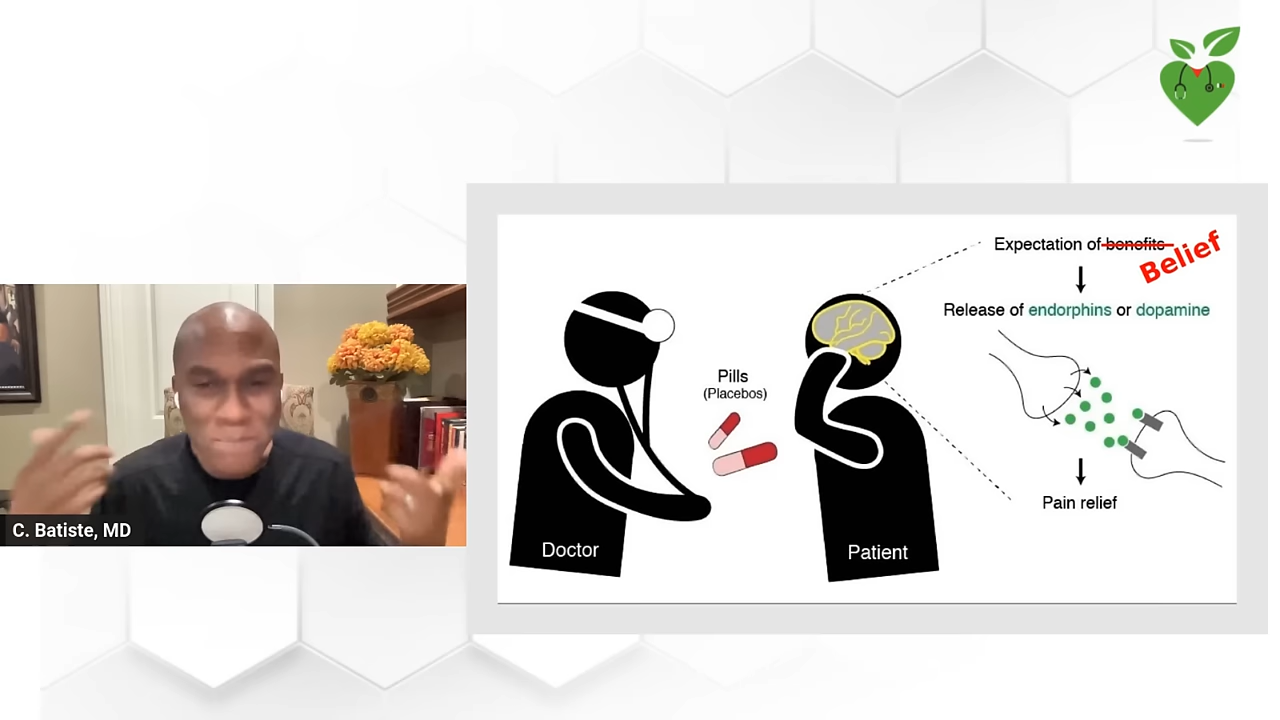 Expectation of benefits
Belief
Release of endorphins or dopamine
Pills
(Placebos)
Pain relief
Doctor
Patient
C. Batiste, MD